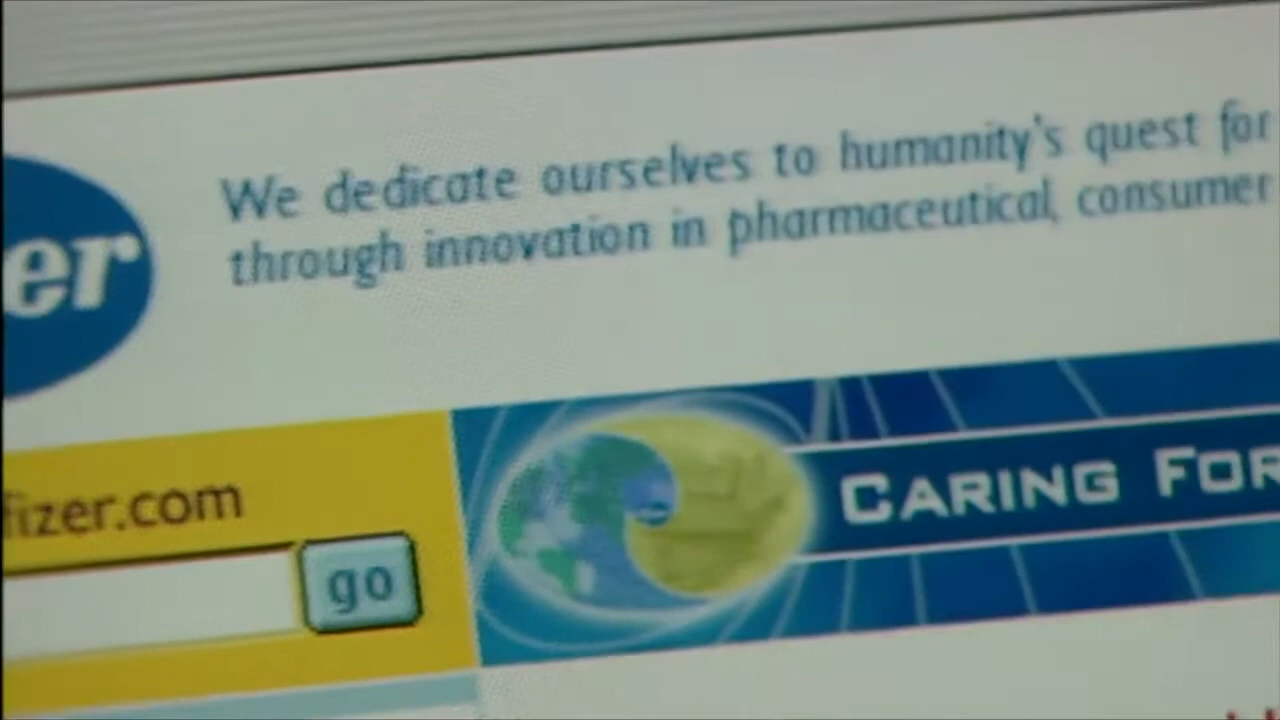 We dedicate ourselves to humanity's quest for
through innovation in pharmaceutical, consumer
er
fizer.com
go
CARING FOR